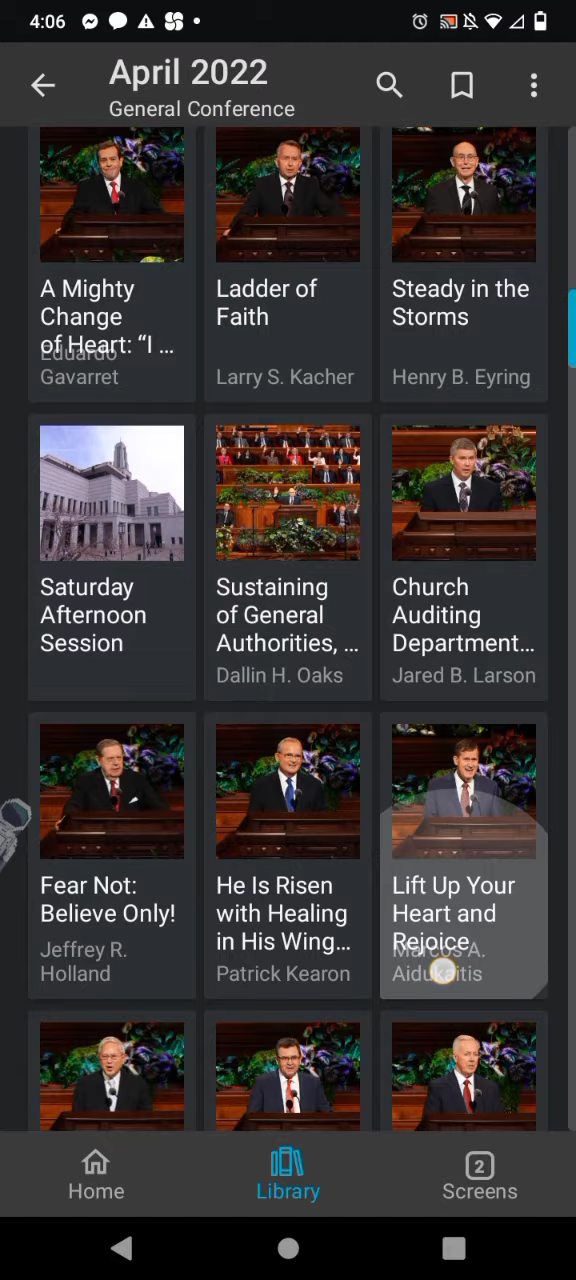 4:06
April 2022
General Conference
A Mighty
Change
of Heart: “I ...
Eduardo
Gavarret
Ladder of
Faith
Larry S. Kacher
Steady in the
Storms
Henry B. Eyring
Saturday
Afternoon
Session
Sustaining
of General
Authorities, ...
Dallin H. Oaks
Church
Auditing
Department...
Jared B. Larson
Fear Not:
Believe Only!
Jeffrey R.
Holland
He Is Risen
with Healing
in His Wing...
Patrick Kearon
Lift Up Your
Heart and
Rejoice
Marcos A.
Aidukaitis
Home
Library
2
Screens